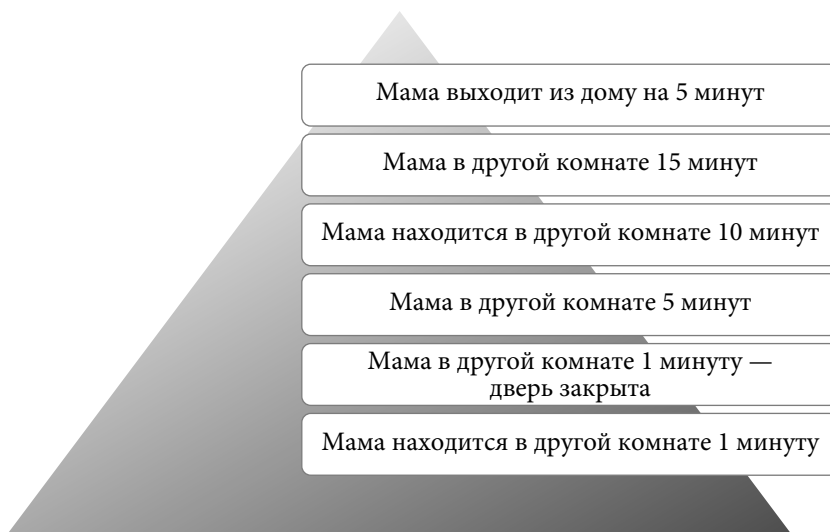 Мама выходит из дому на 5 минут
Мама в другой комнате 15 минут
Мама находится в другой комнате 10 минут
Мама в другой комнате 5 минут
Мама в другой комнате 1 минуту —
дверь закрыта
Мама находится в другой комнате 1 минуту